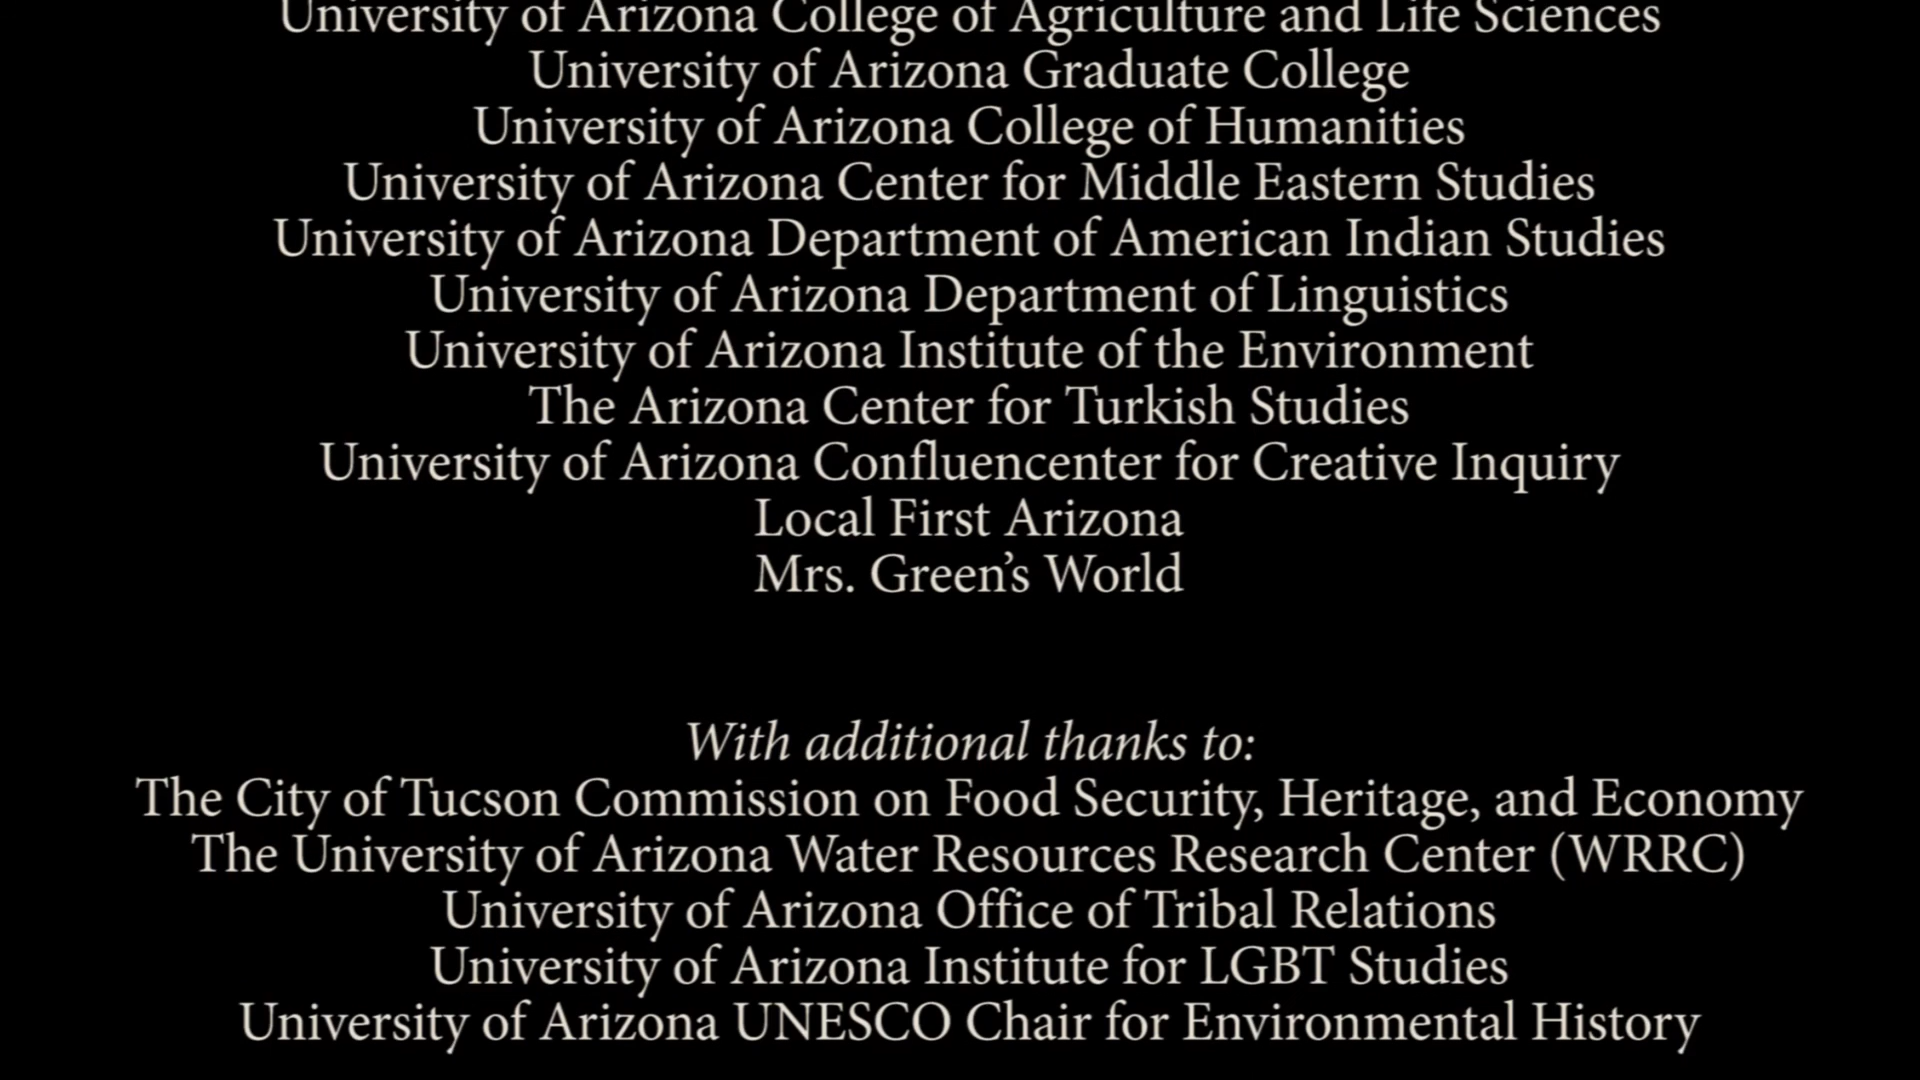 University of Arizona College of Agriculture and Life Sciences
University of Arizona Graduate College
University of Arizona College of Humanities
University of Arizona Center for Middle Eastern Studies
University of Arizona Department of American Indian Studies
University of Arizona Department of Linguistics
University of Arizona Institute of the Environment
The Arizona Center for Turkish Studies
University of Arizona Confluencenter for Creative Inquiry
Local First Arizona
Mrs. Green’s World
With additional thanks to:
The City of Tucson Commission on Food Security, Heritage, and Economy
The University of Arizona Water Resources Research Center (WRRC)
University of Arizona Office of Tribal Relations
University of Arizona Institute for LGBT Studies
University of Arizona UNESCO Chair for Environmental History